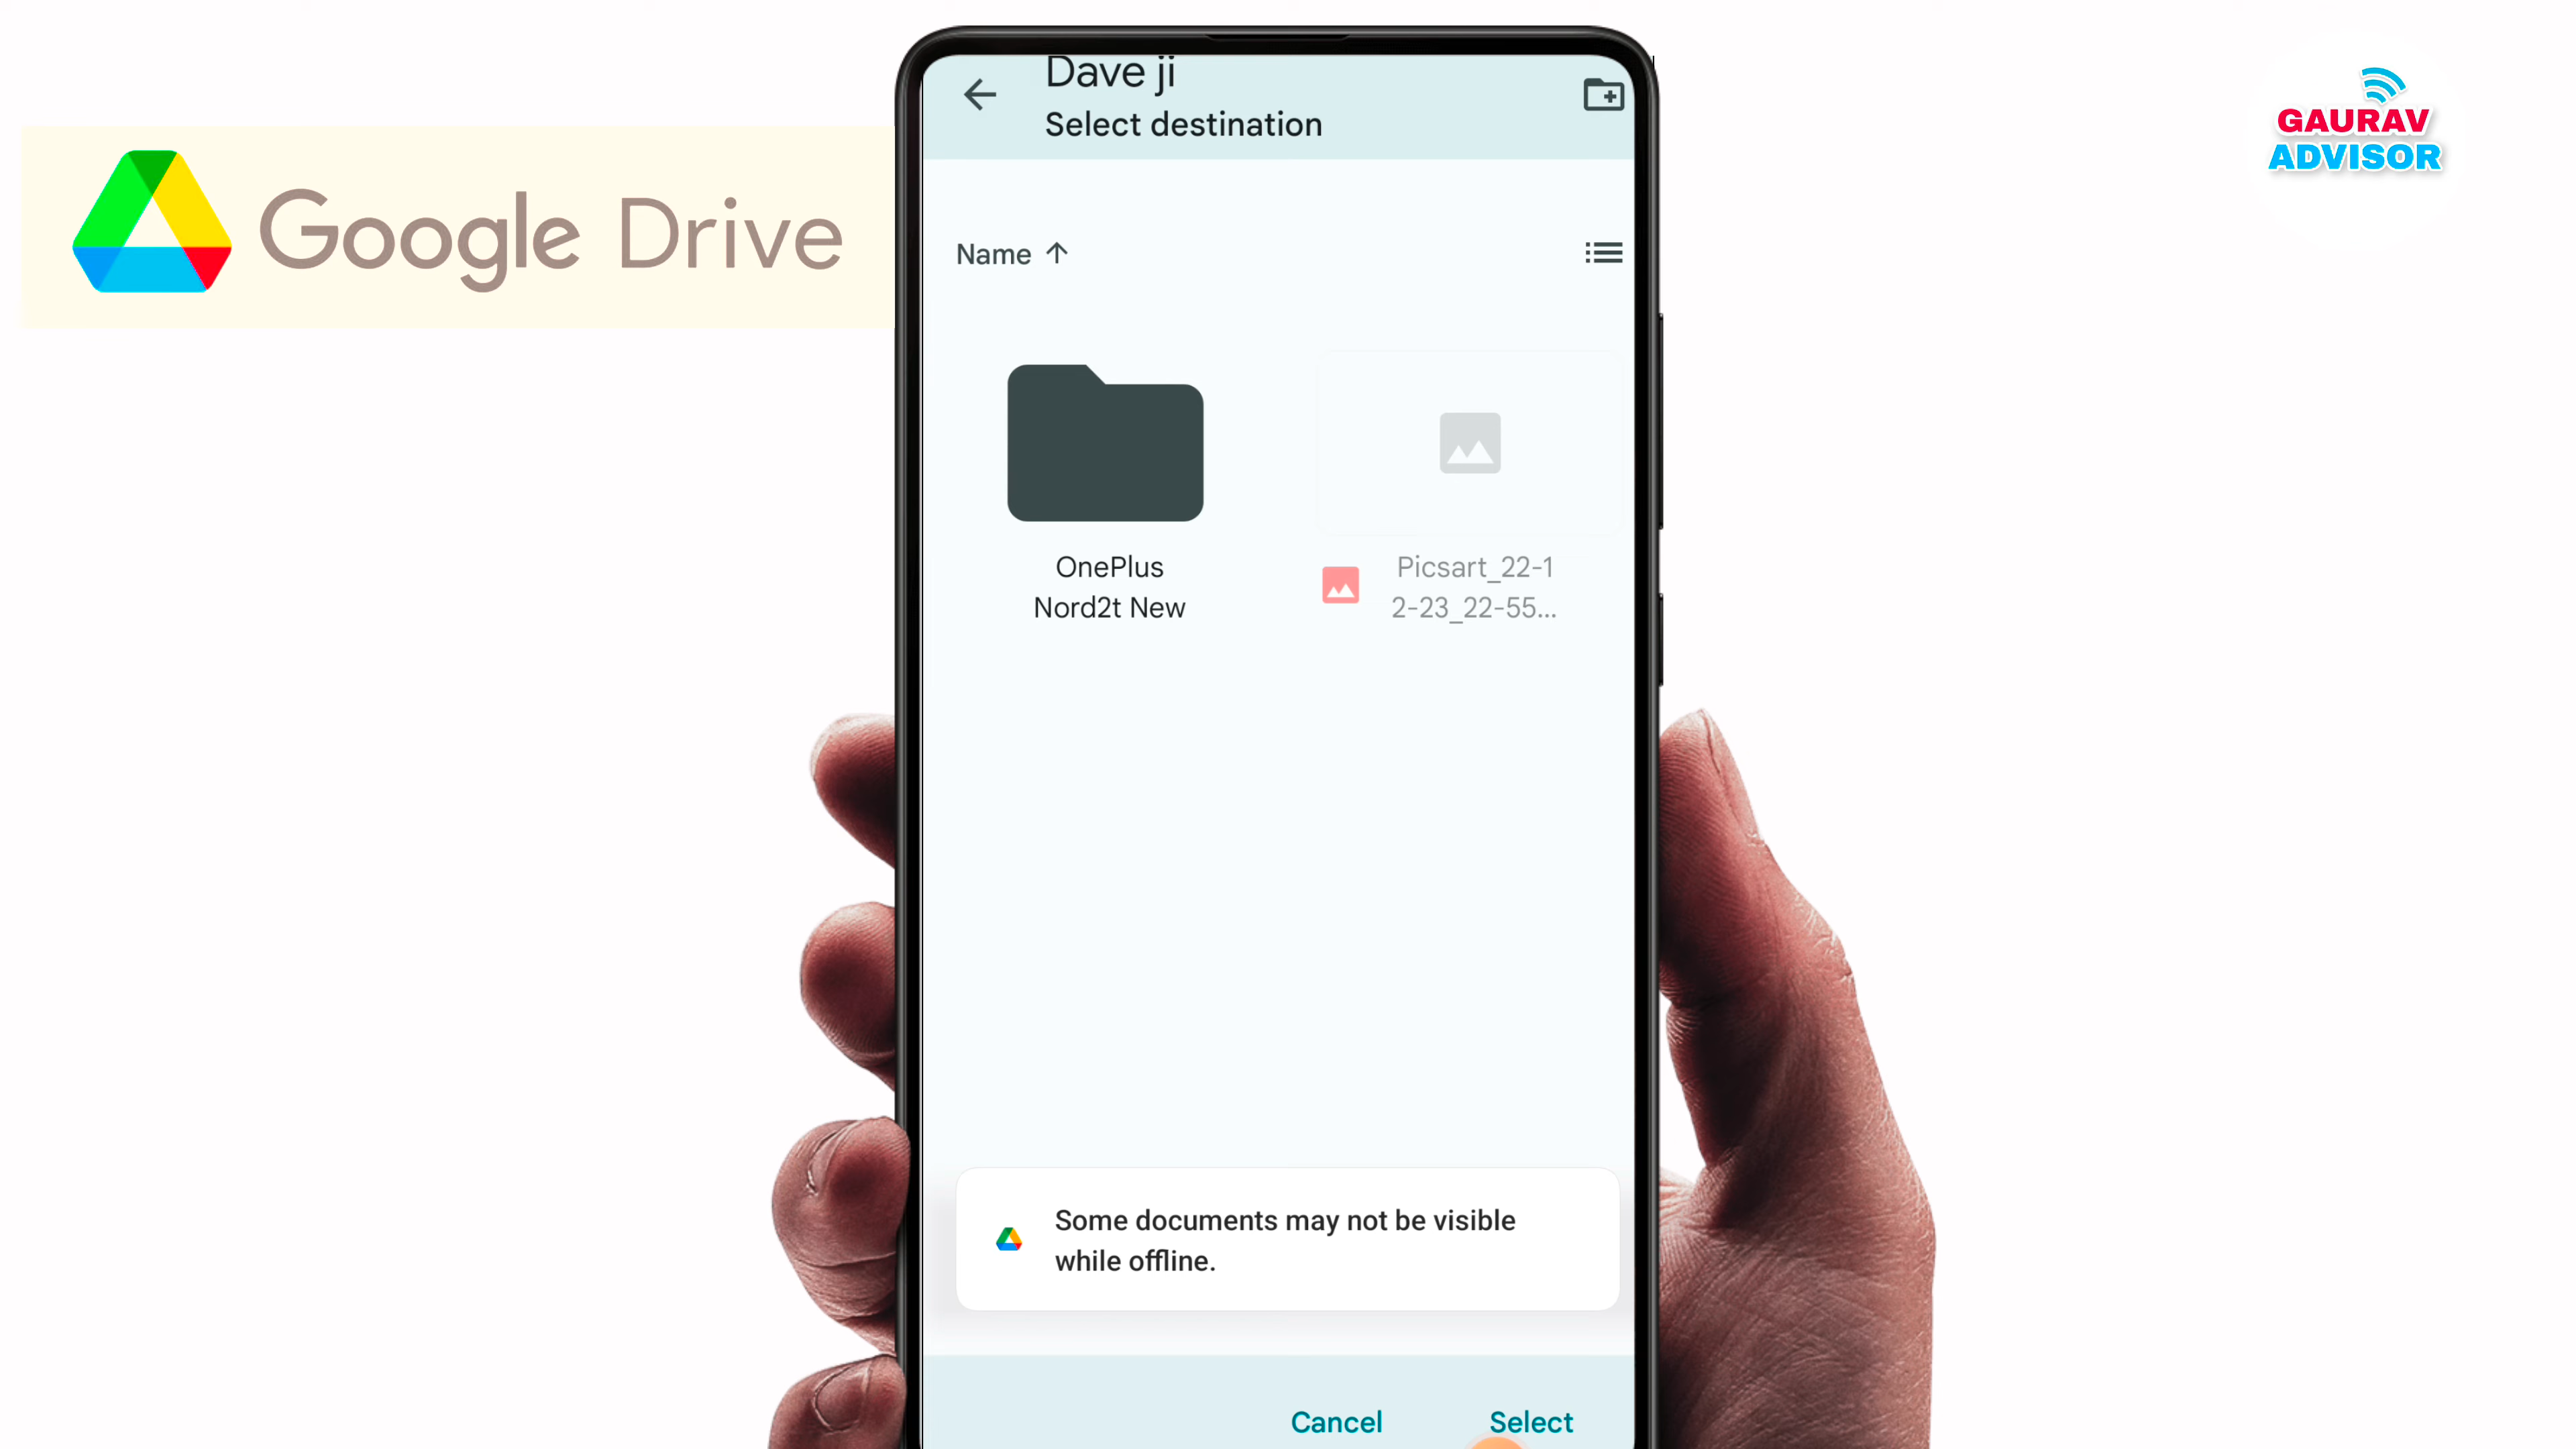 Dave ji
Select destination
GAURAV
ADVISOR
Google Drive
Name
OnePlus
Nord2t New
Picsart_22-1
2-23_22-55...
Some documents may not be visible
while offline.
Cancel
Select